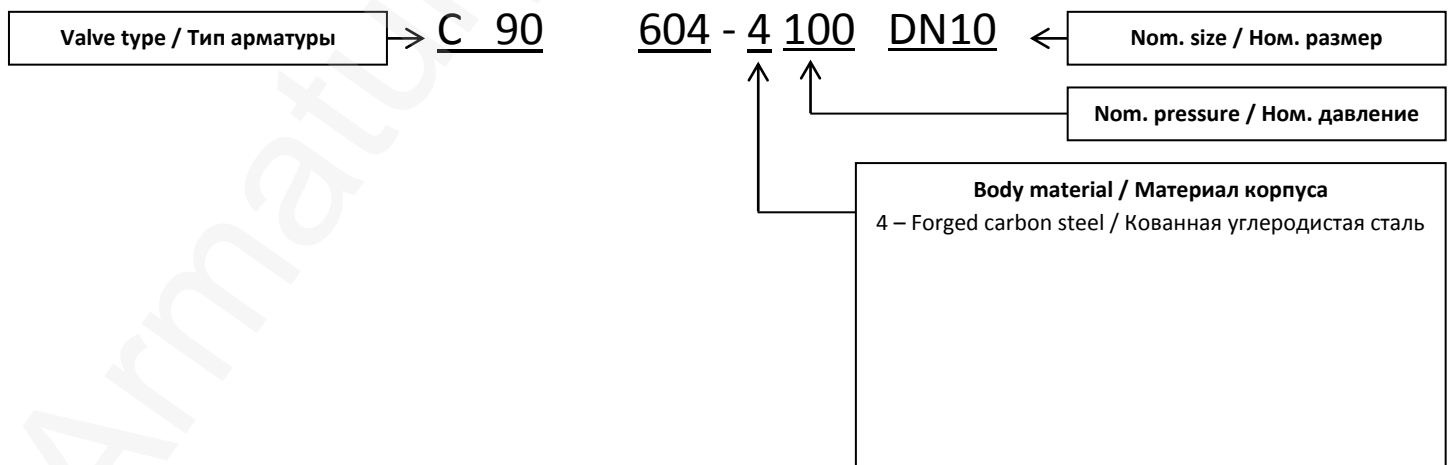 Valve type / Тип арматуры
C 90 604 - 4 100 DN10
Nom. size / Ном. размер
Nom. pressure / Ном. давление
Body material / Материал корпуса
4 – Forged carbon steel / Кованная углеродистая сталь